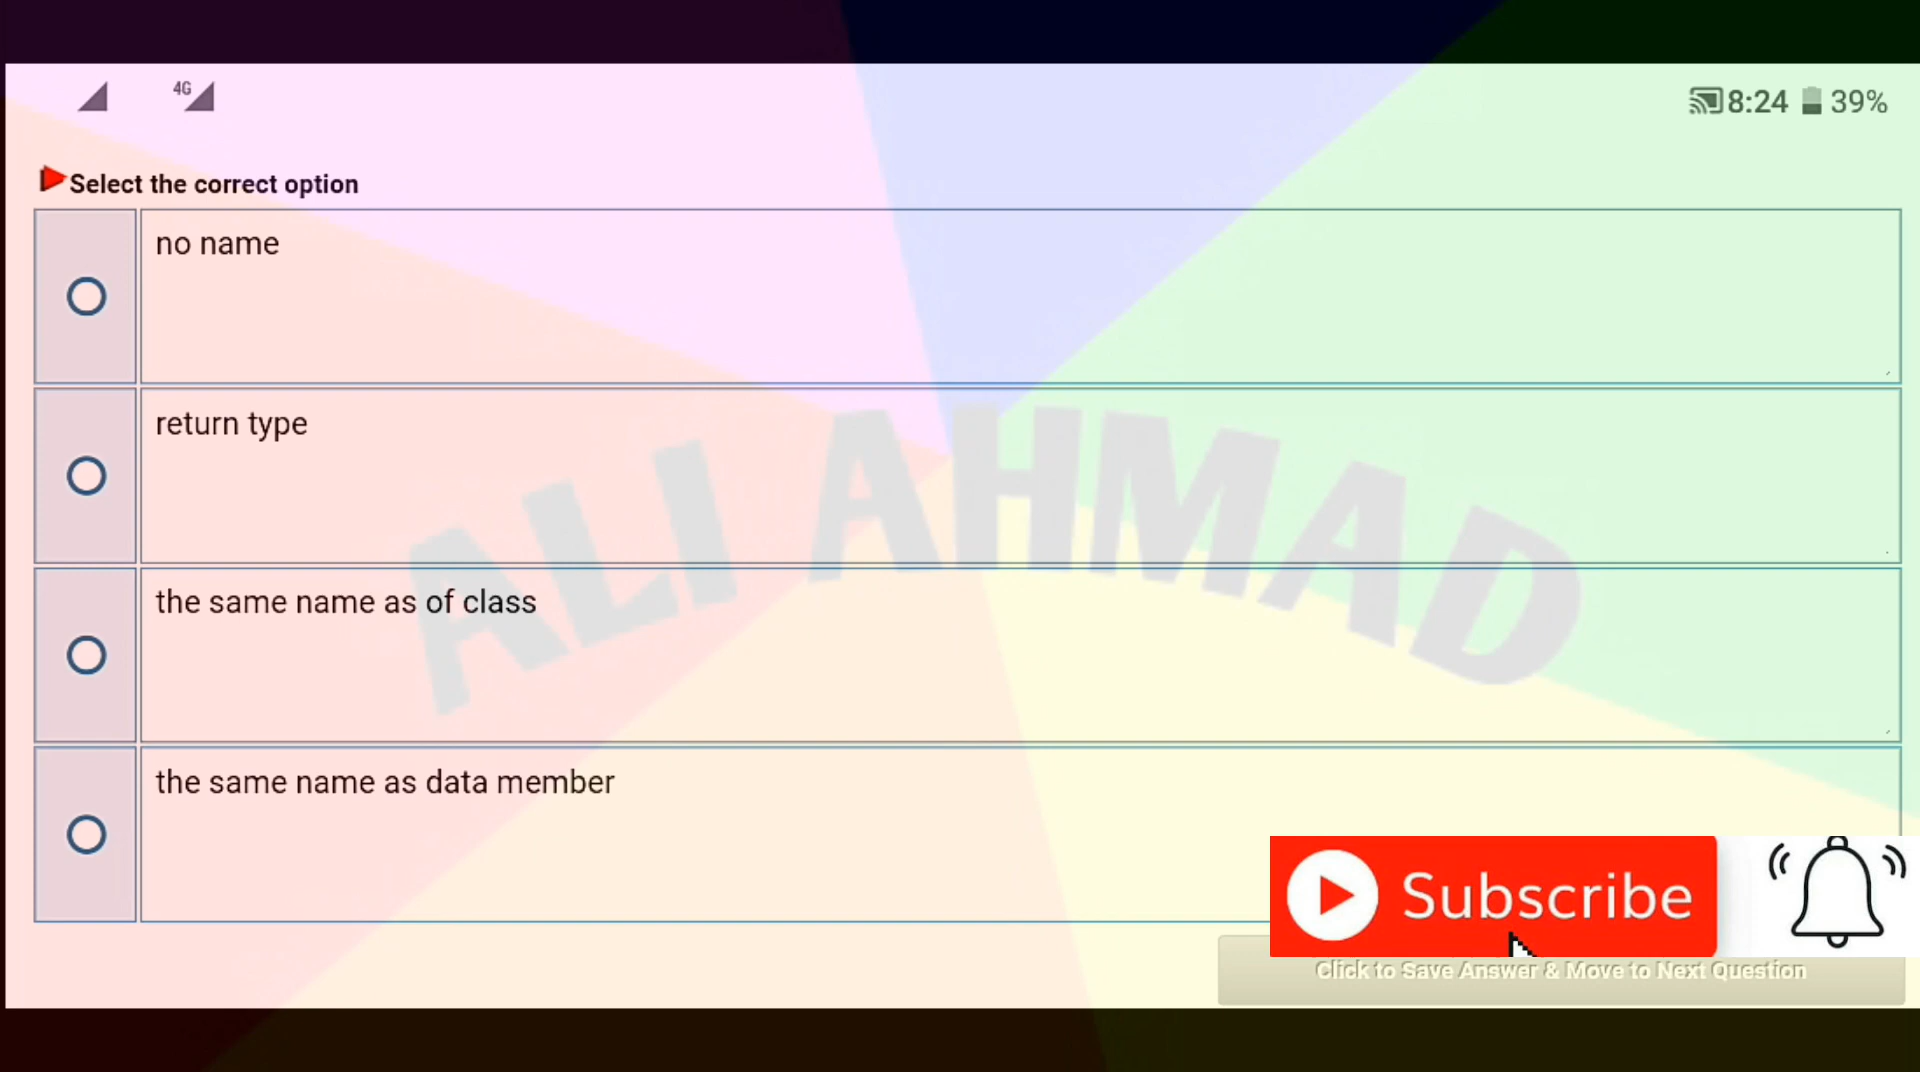 4G
8:24 39%
Select the correct option
no name
return type
the same name as of class
the same name as data member
ALI AHMAD
Subscribe
Click to Save Answer & Move to Next Question